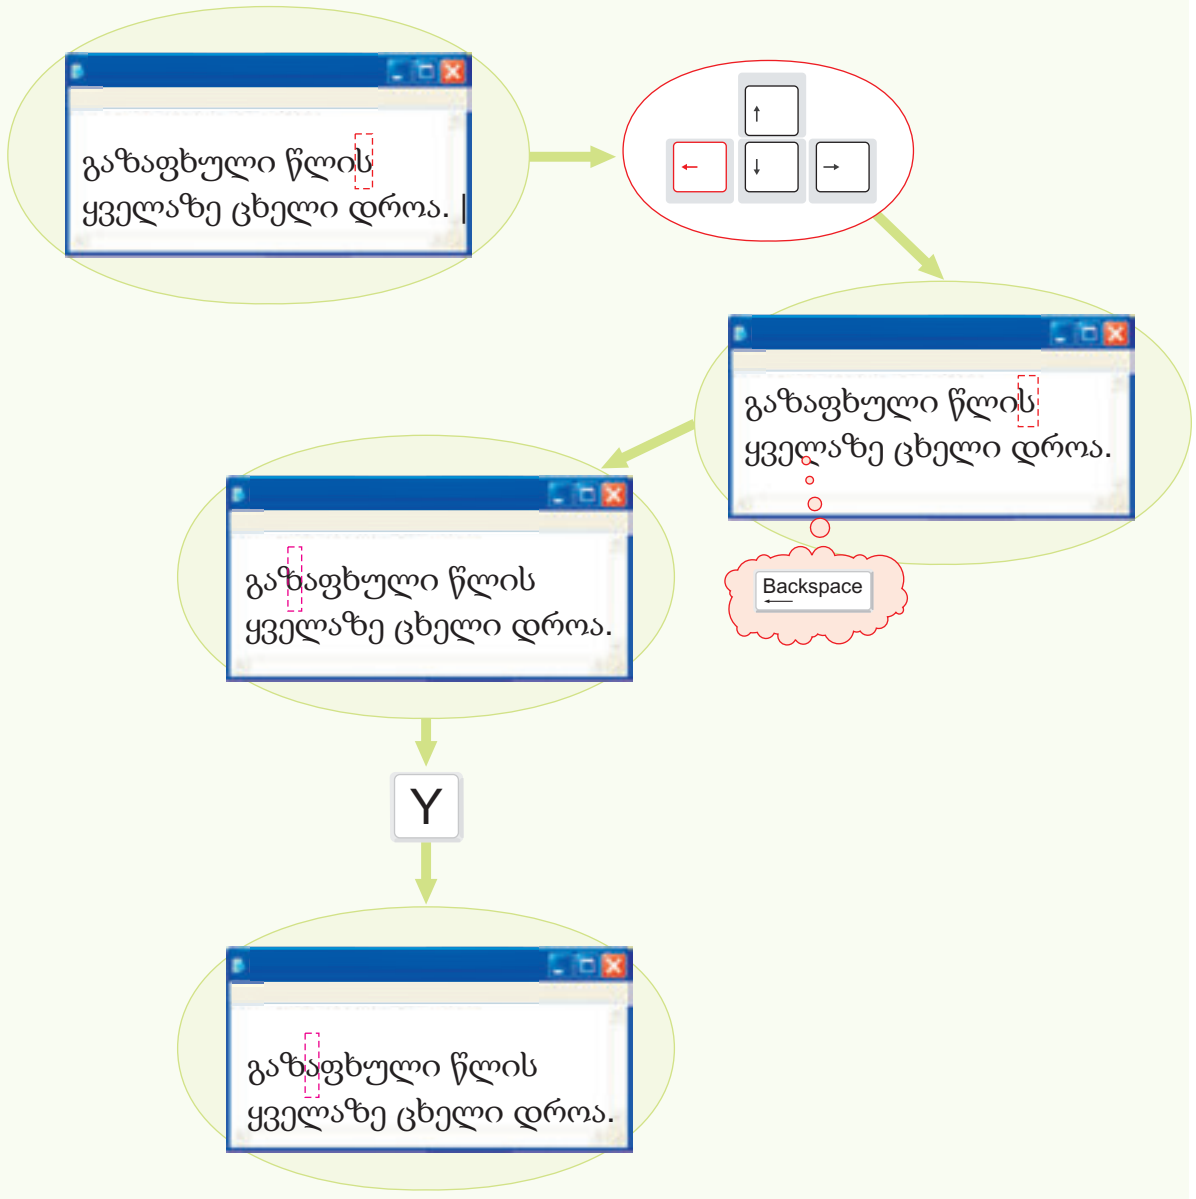 გაზაფხული წლის
ყველაზე ცხელი დროა.
↑
← ↓ →
გაზაფხული წლის
ყველაზე ცხელი დროა.
Backspace
←
გაზაფხული წლის
ყველაზე ცხელი დროა.
Y
გაზაფხული წლის
ყველაზე ცხელი დროა.